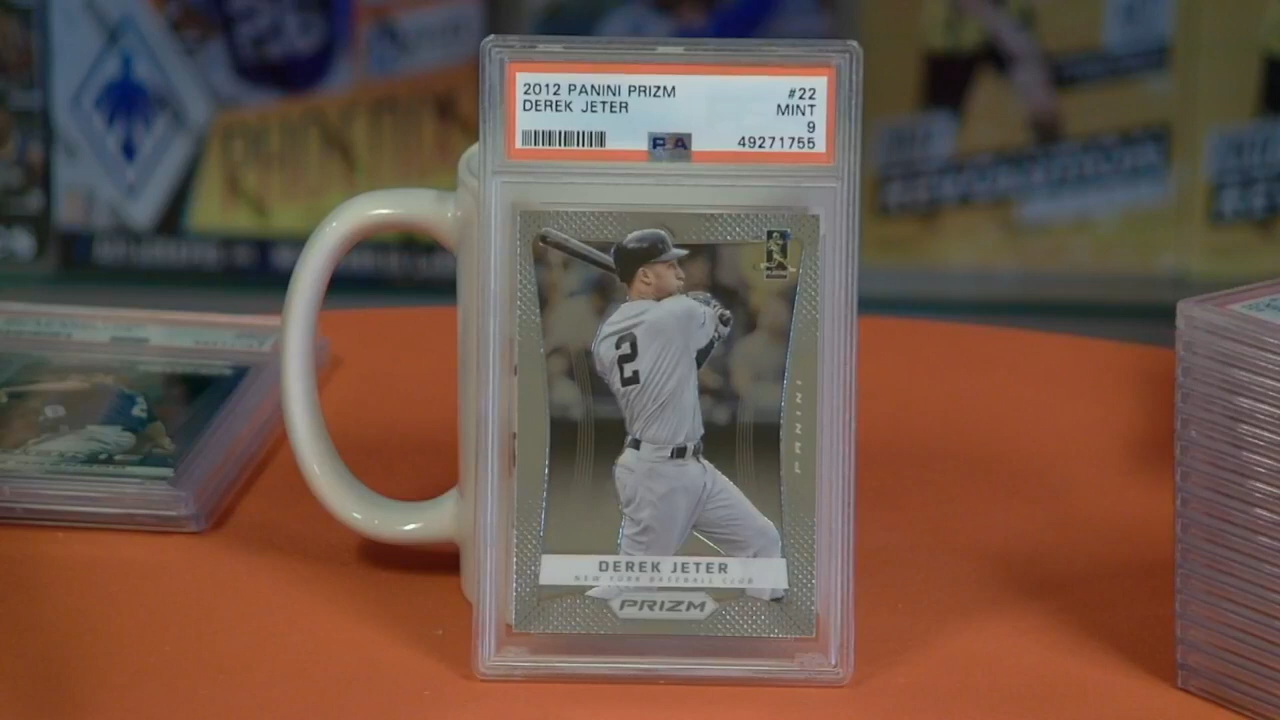 2012 PANINI PRIZM #22
DEREK JETER MINT
9
PSA 49271755
2
PANINI
DEREK JETER
NEW YORK BASEBALL CLUB
PRIZM